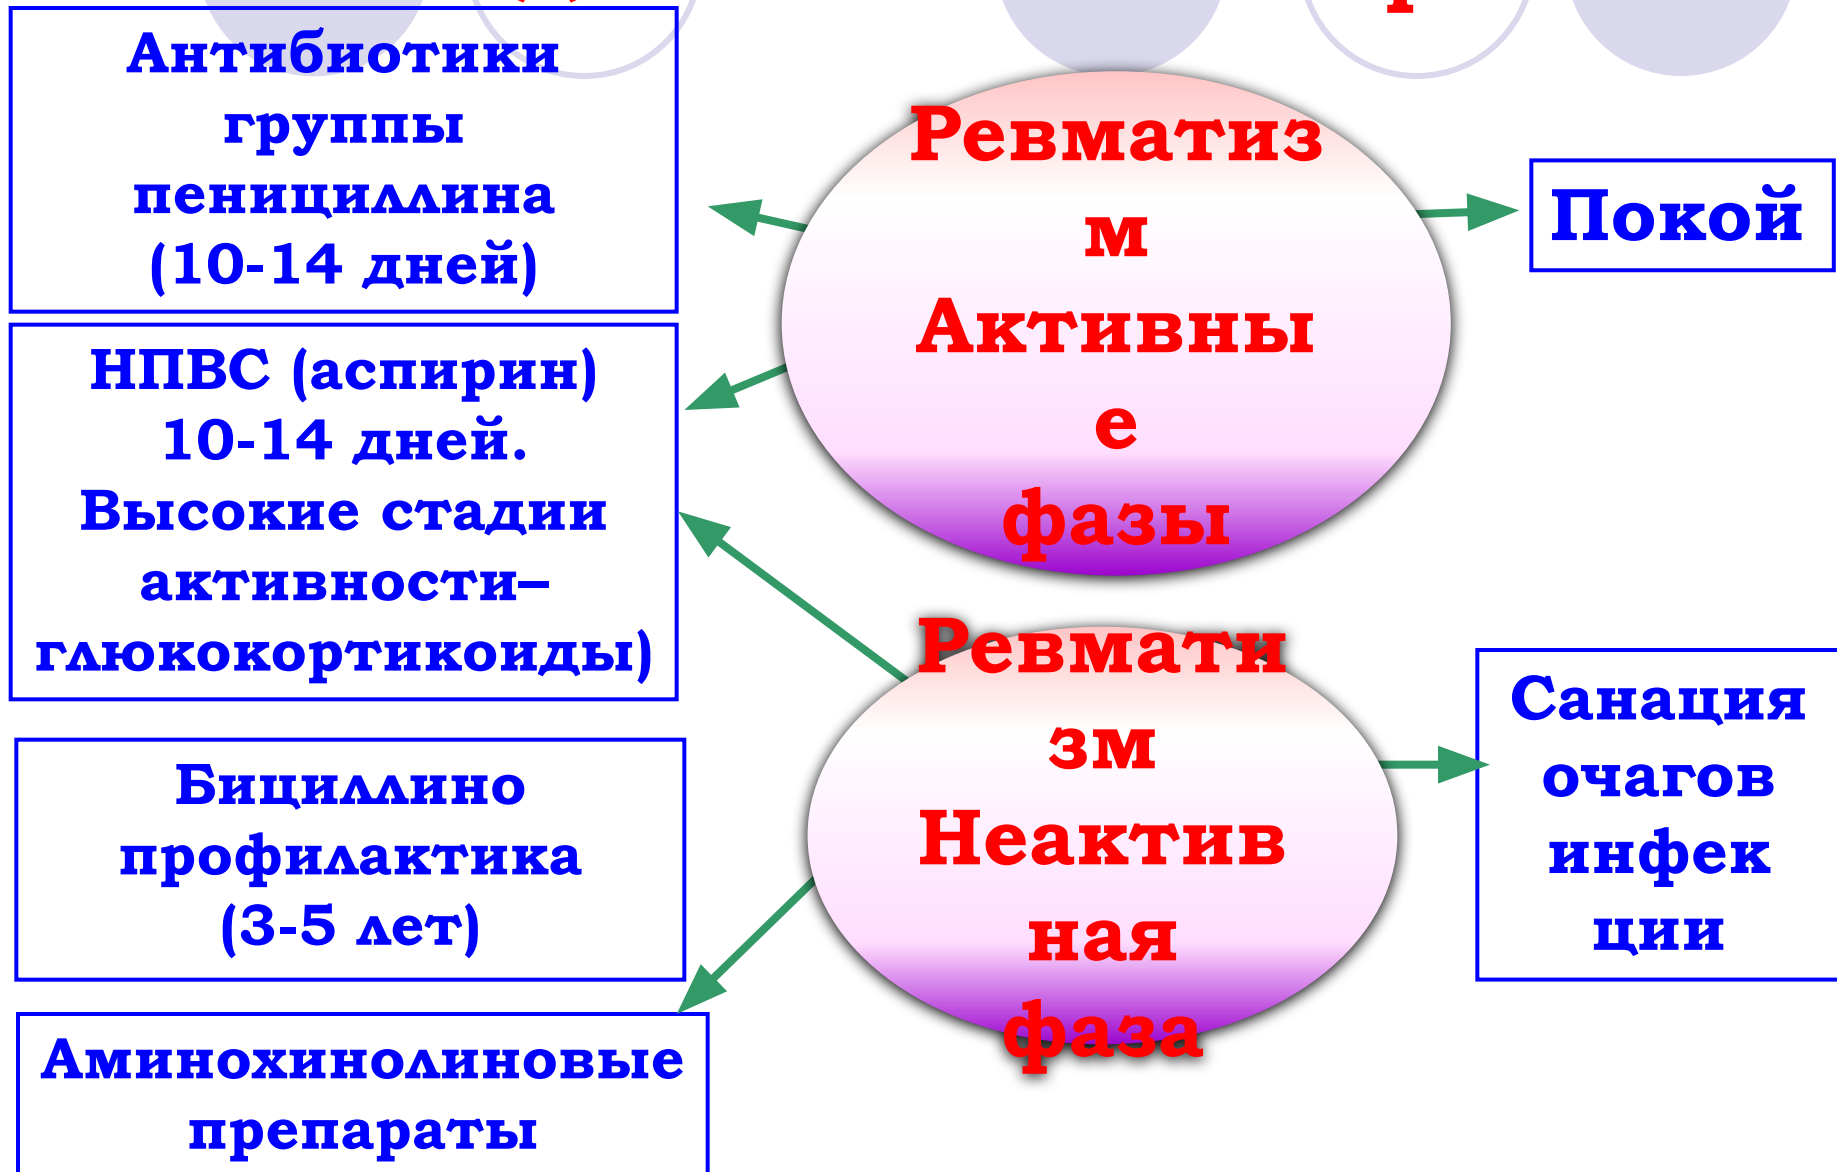 Антибиотики
группы
пенициллина
(10-14 дней)
НПВС (аспирин)
10-14 дней.
Высокие стадии
активности–
глюкокортикоиды)
Бициллино
профилактика
(3-5 лет)
Аминохинолиновые
препараты
Ревматиз
м
Активны
е
фазы
Ревмати
зм
Неактив
ная
фаза
Покой
Санация
очагов
инфек
ции